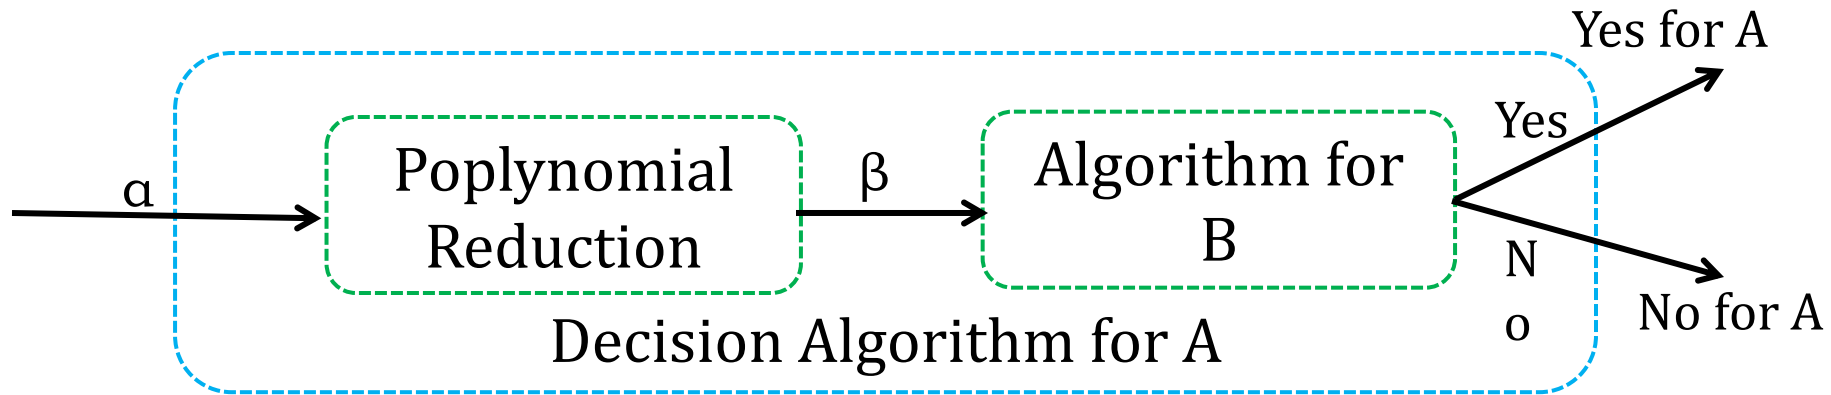 Yes for A
α
Poplynomial
Reduction
β
Algorithm for
B
Yes
N
o
No for A
Decision Algorithm for A